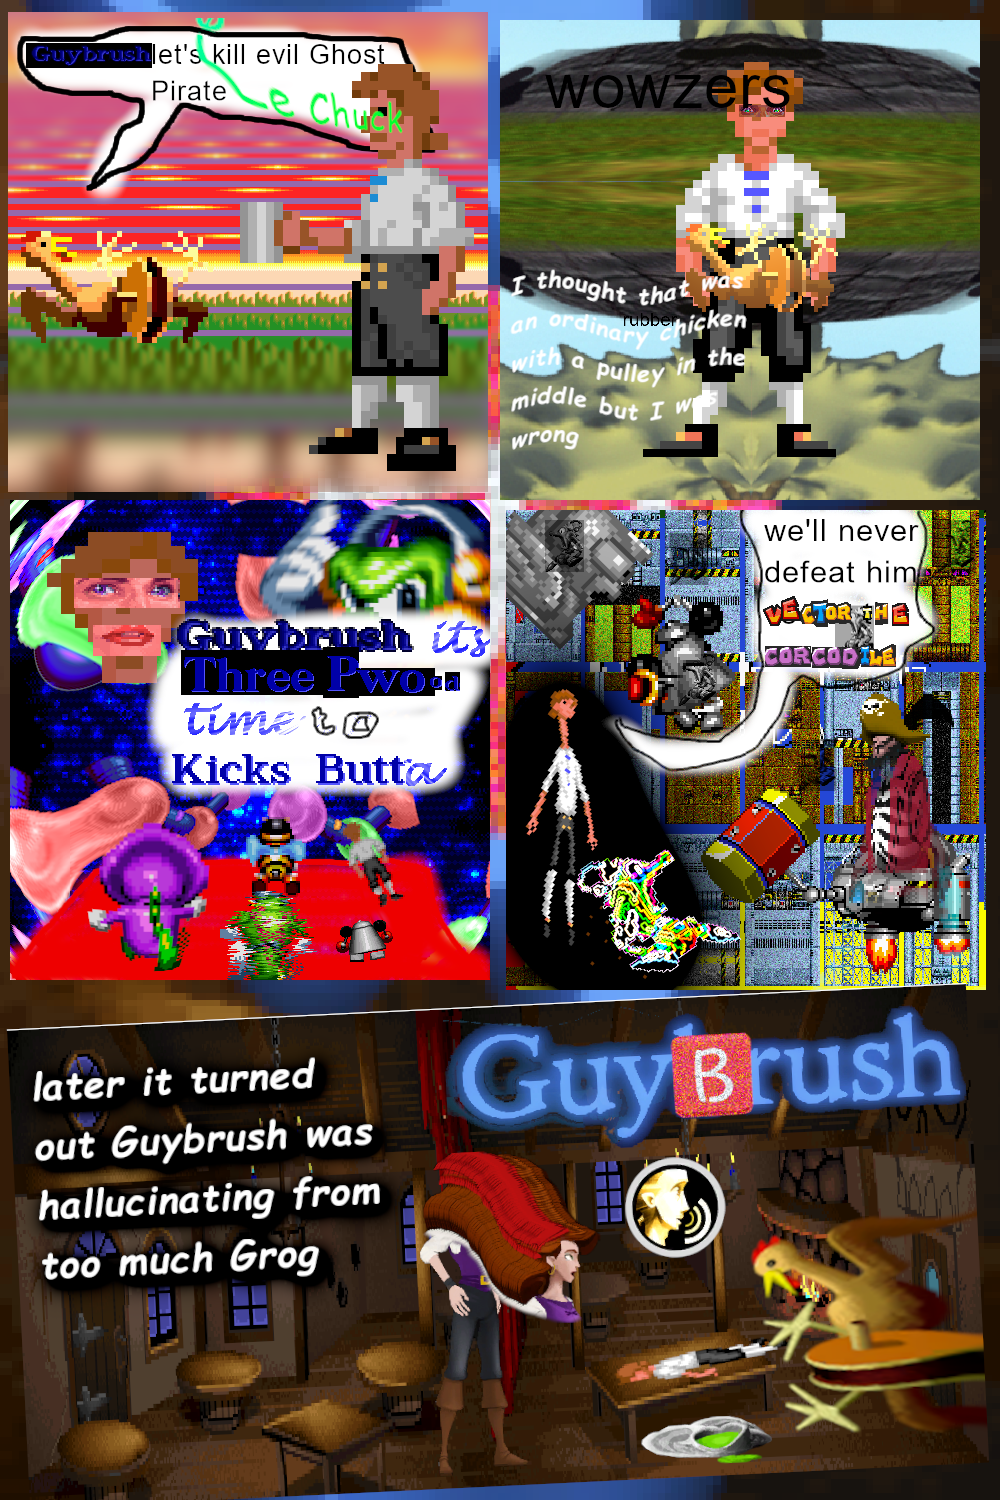 Guybrush let's kill evil Ghost
Pirate
Le Chuck
wowzers
I thought that was
an ordinary rubber chicken
with a pulley in the
middle but I was
wrong
Guybrush its
Three Pwo.d
time to
Kicks Butta
we'll never
defeat him
VECTOR THE
CORCODILE
GuyBrush
later it turned
out Guybrush was
hallucinating from
too much Grog